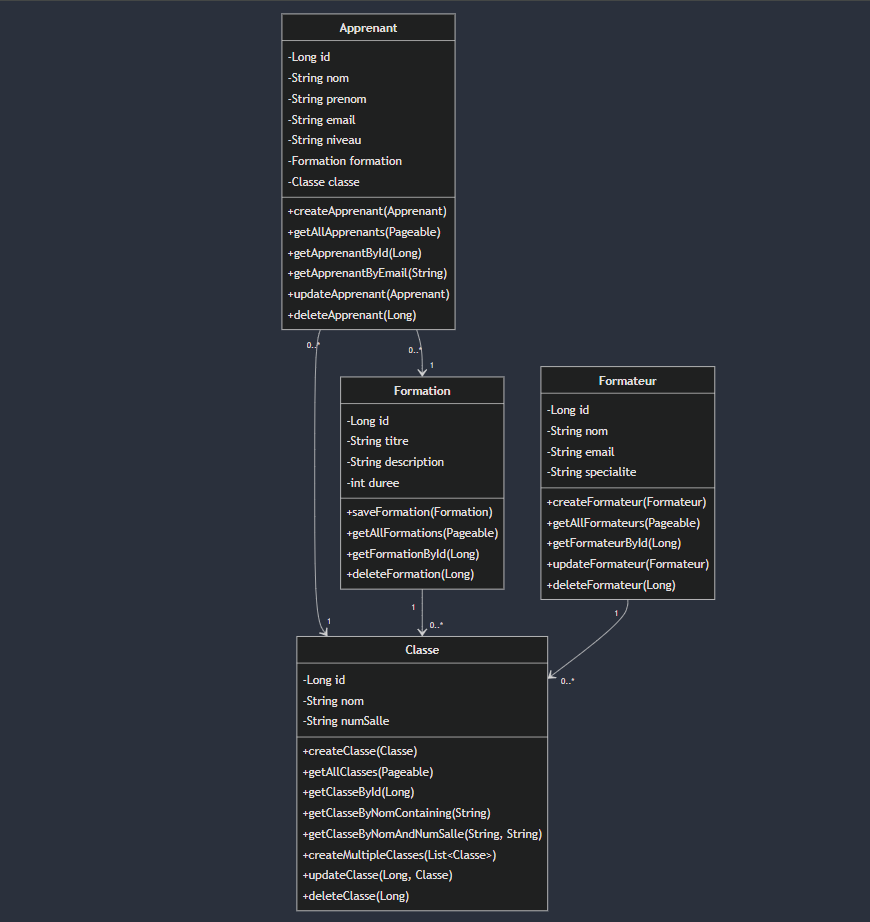 Apprenant
-Long id
-String nom
-String prenom
-String email
-String niveau
-Formation formation
-Classe classe
+createApprenant(Apprenant)
+getAllApprenants(Pageable)
+getApprenantById(Long)
+getApprenantByEmail(String)
+updateApprenant(Apprenant)
+deleteApprenant(Long)
0..*
0..*
1
Formation
-Long id
-String titre
-String description
-int duree
+saveFormation(Formation)
+getAllFormations(Pageable)
+getFormationById(Long)
+deleteFormation(Long)
Formateur
-Long id
-String nom
-String email
-String specialite
+createFormateur(Formateur)
+getAllFormateurs(Pageable)
+getFormateurById(Long)
+updateFormateur(Formateur)
+deleteFormateur(Long)
1
1
1
0..*
0..*
Classe
-Long id
-String nom
-String numSalle
+createClasse(Classe)
+getAllClasses(Pageable)
+getClasseById(Long)
+getClasseByNomContaining(String)
+getClasseByNomAndNumSalle(String, String)
+createMultipleClasses(List<Classe>)
+updateClasse(Long, Classe)
+deleteClasse(Long)